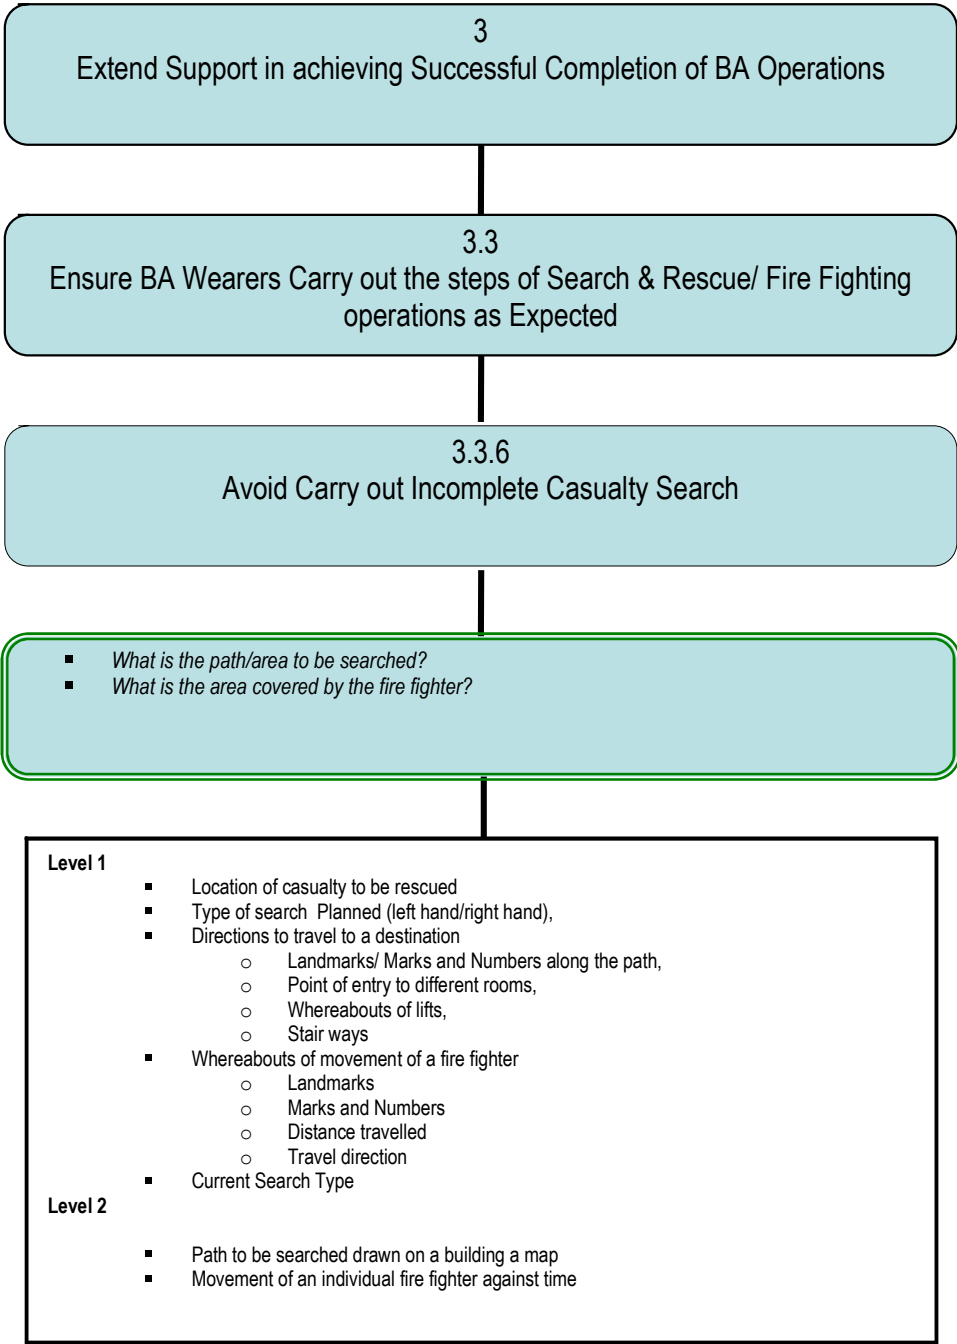 3
Extend Support in achieving Successful Completion of BA Operations
3.3
Ensure BA Wearers Carry out the steps of Search & Rescue/ Fire Fighting
operations as Expected
3.3.6
Avoid Carry out Incomplete Casualty Search
▪ What is the path/area to be searched?
▪ What is the area covered by the fire fighter?
Level 1
▪ Location of casualty to be rescued
▪ Type of search Planned (left hand/right hand),
▪ Directions to travel to a destination
o Landmarks/ Marks and Numbers along the path,
o Point of entry to different rooms,
o Whereabouts of lifts,
o Stair ways
▪ Whereabouts of movement of a fire fighter
o Landmarks
o Marks and Numbers
o Distance travelled
o Travel direction
▪ Current Search Type
Level 2
▪ Path to be searched drawn on a building a map
▪ Movement of an individual fire fighter against time